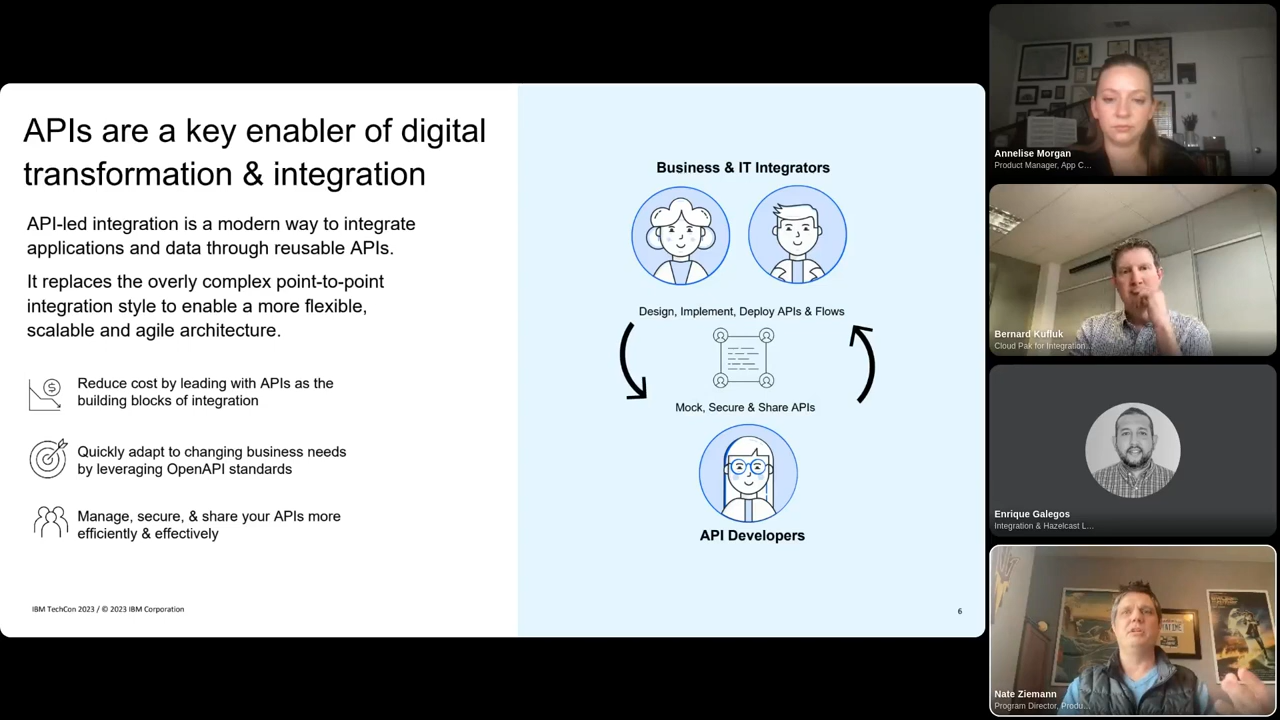 APIs are a key enabler of digital
transformation & integration
API-led integration is a modern way to integrate
applications and data through reusable APIs.
It replaces the overly complex point-to-point
integration style to enable a more flexible,
scalable and agile architecture.
Reduce cost by leading with APIs as the
building blocks of integration
Quickly adapt to changing business needs
by leveraging OpenAPI standards
Manage, secure, & share your APIs more
efficiently & effectively
IBM TechCon 2023 / © 2023 IBM Corporation
Business & IT Integrators
Design, Implement, Deploy APIs & Flows
Mock, Secure & Share APIs
API Developers
6
Annelise Morgan
Product Manager, App C...
Bernard Kufluk
Cloud Pak for Integration...
Enrique Galegos
Integration & Hazelcast L...
Nate Ziemann
Program Director, Produ...